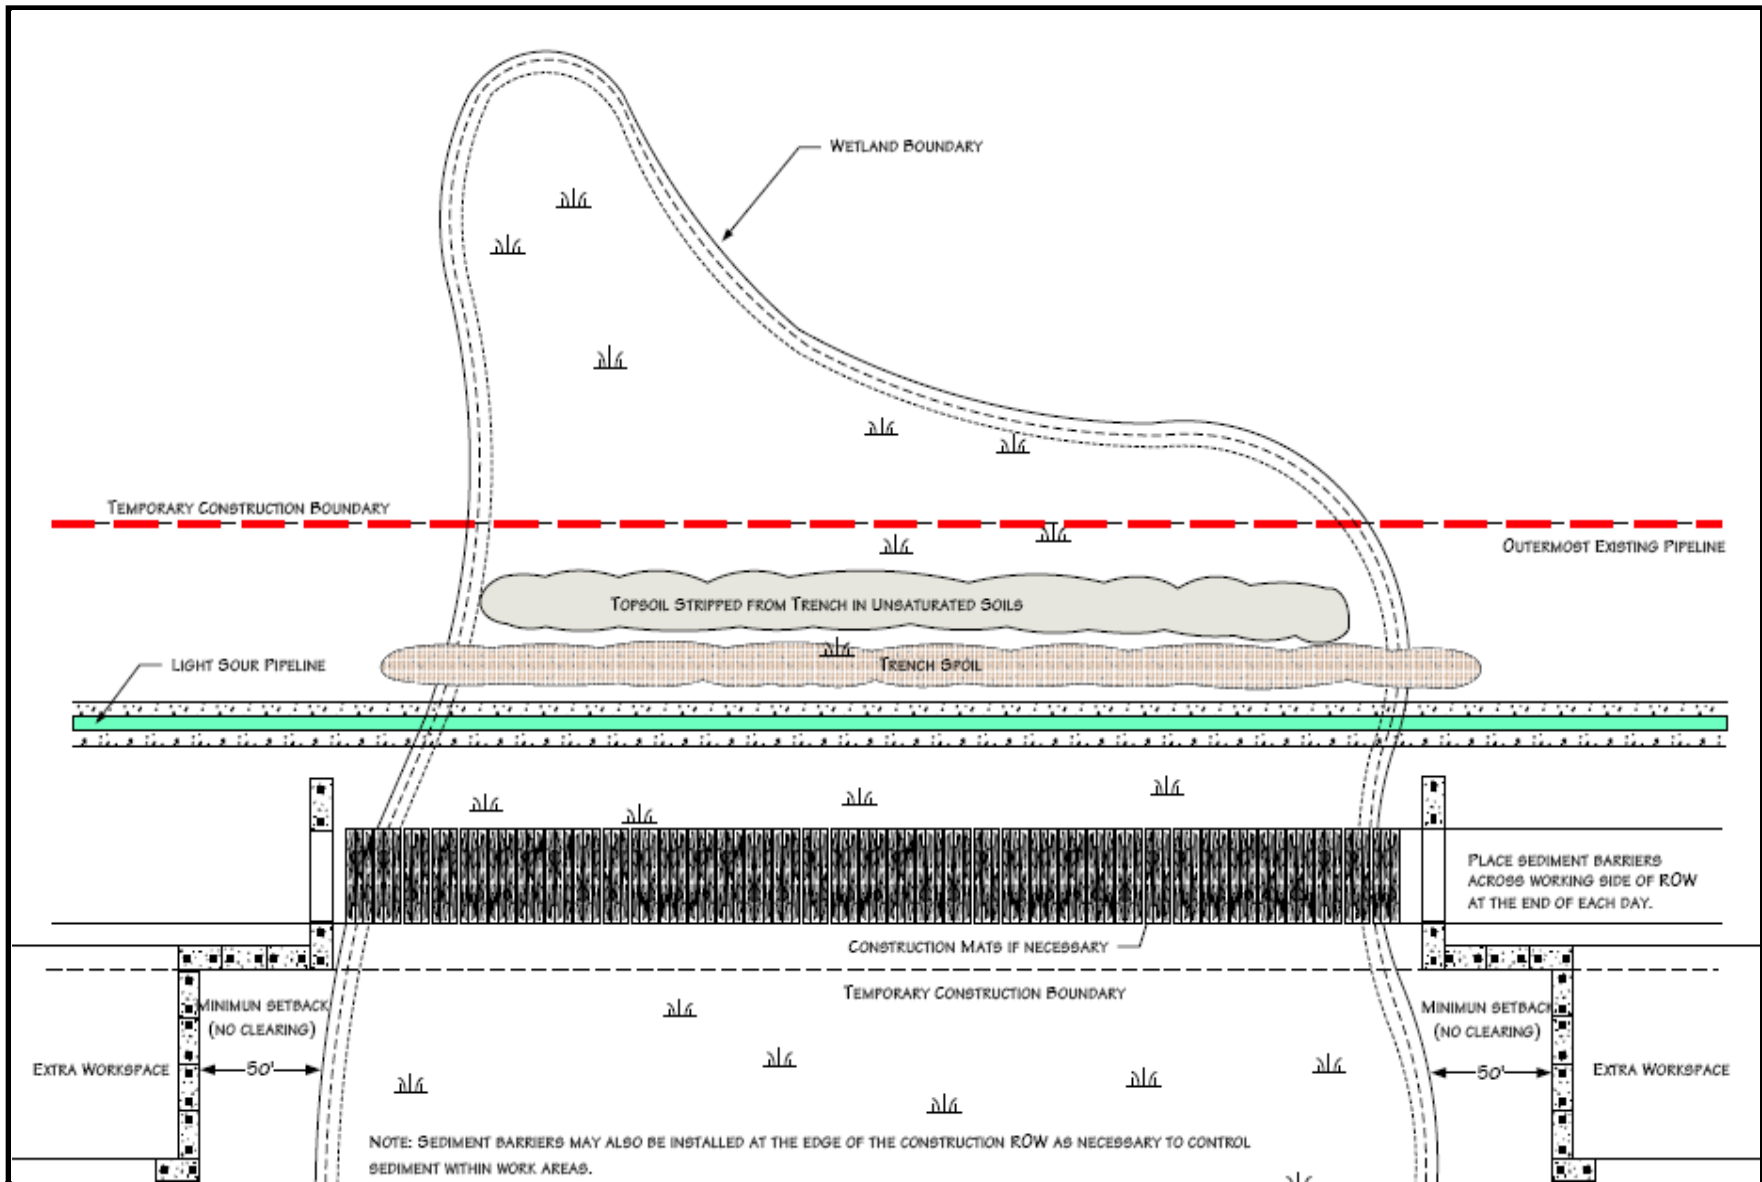 Wetland Boundary
Temporary Construction Boundary
Outermost Existing Pipeline
Topsoil Stripped from Trench in Unsaturated Soils
Light Sour Pipeline
Trench Spoil
Place sediment barriers
across working side of ROW
at the end of each day.
Construction Mats if necessary
Temporary Construction Boundary
Minimun setback
(no clearing)
Minimun setback
(no clearing)
Extra Workspace
50'
50'
Extra Workspace
Note: Sediment barriers may also be installed at the edge of the construction ROW as necessary to control
sediment within work areas.